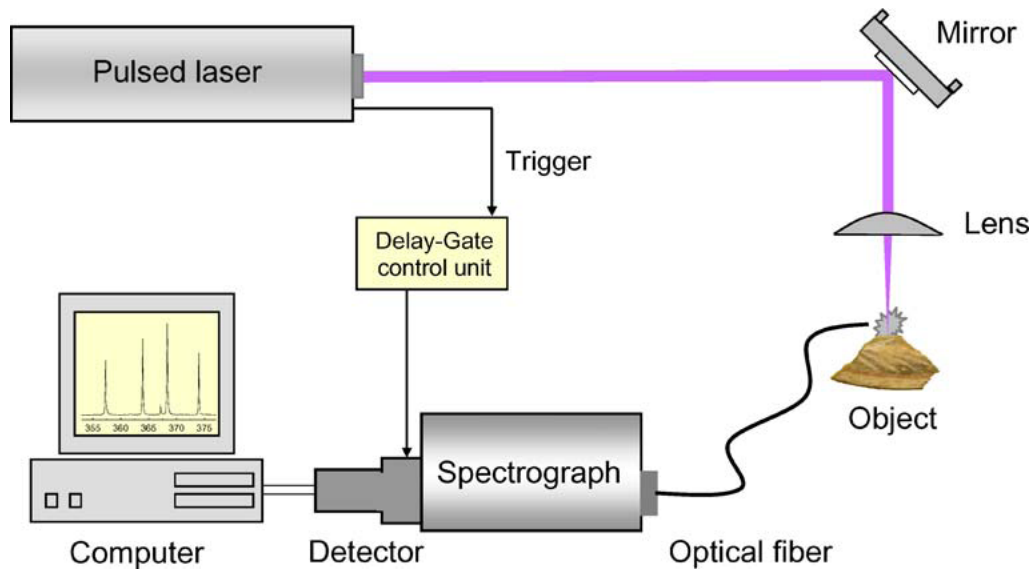 Pulsed laser
Mirror
Trigger
Lens
Delay-Gate
control unit
355 360 365 370 375
Object
Spectrograph
Computer
Detector
Optical fiber